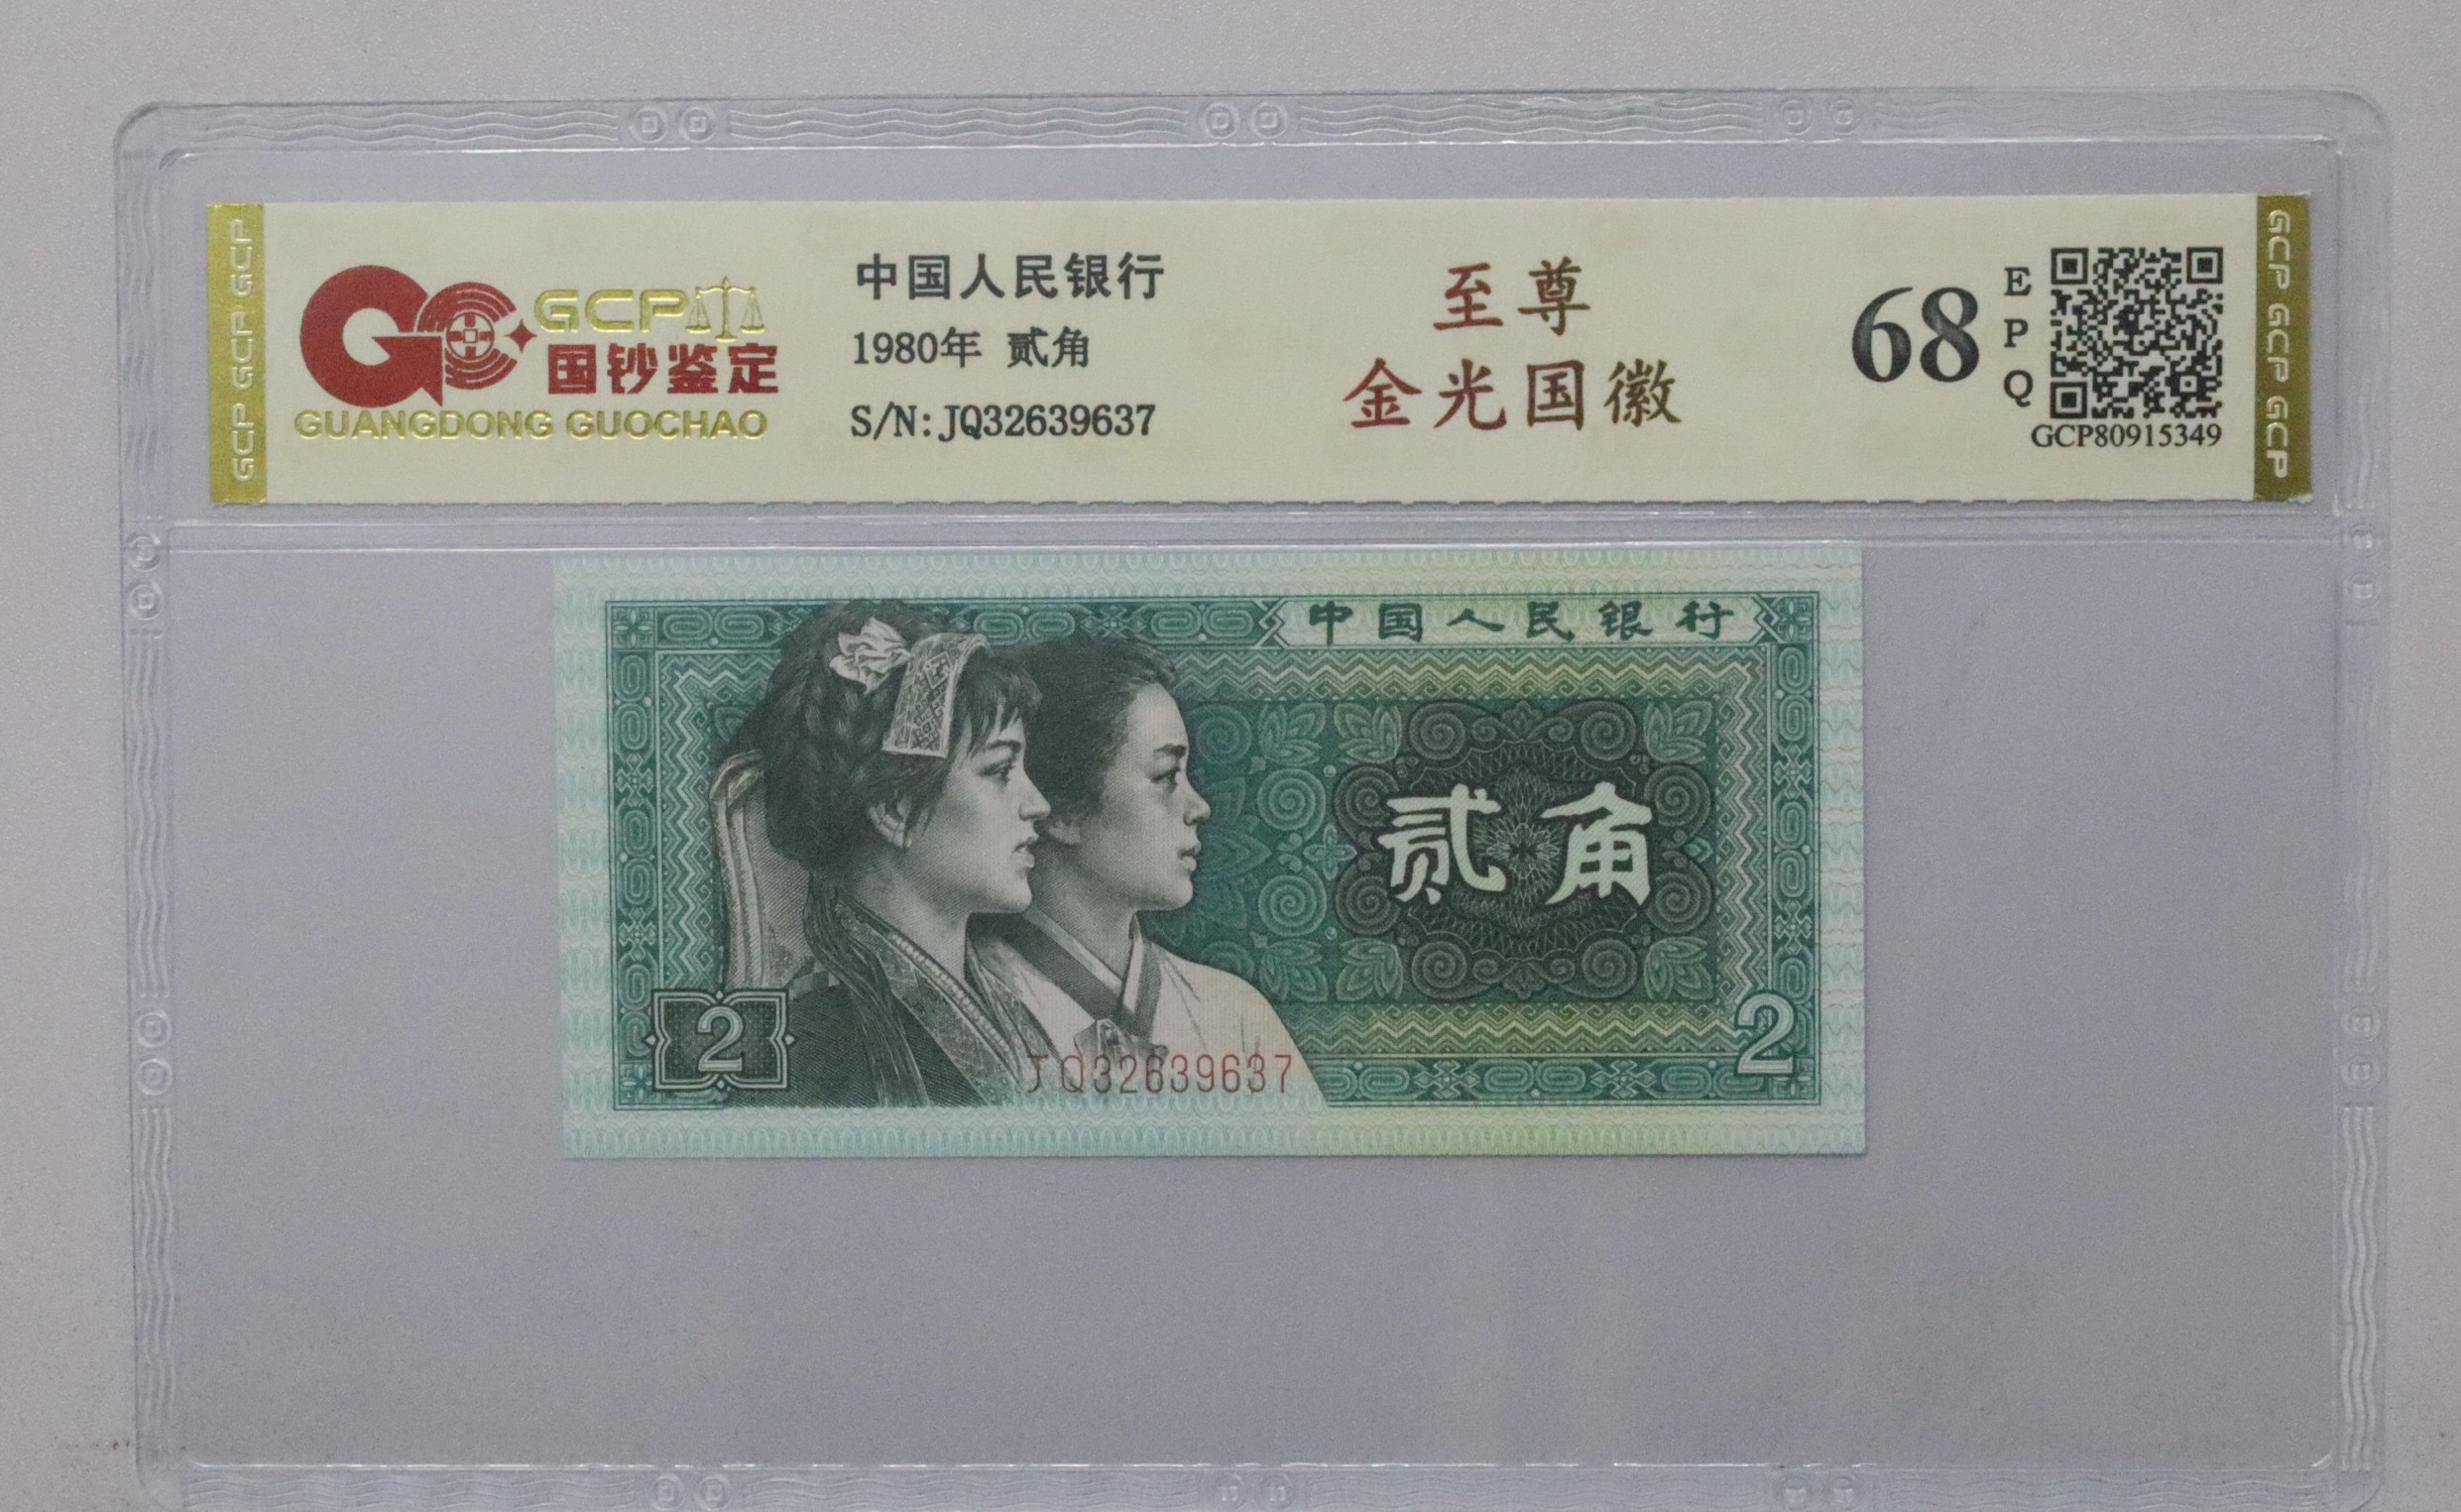 GCP GCP GCP
GCP
国钞鉴定
GUANGDONG GUOCHAO
中国人民银行
1980年 贰角
S/N:JQ32639637
至尊
金光国徽
68
E
P
Q
GCP80915349
GCP GCP GCP
中国人民银行
贰角
2
JQ32639637
2